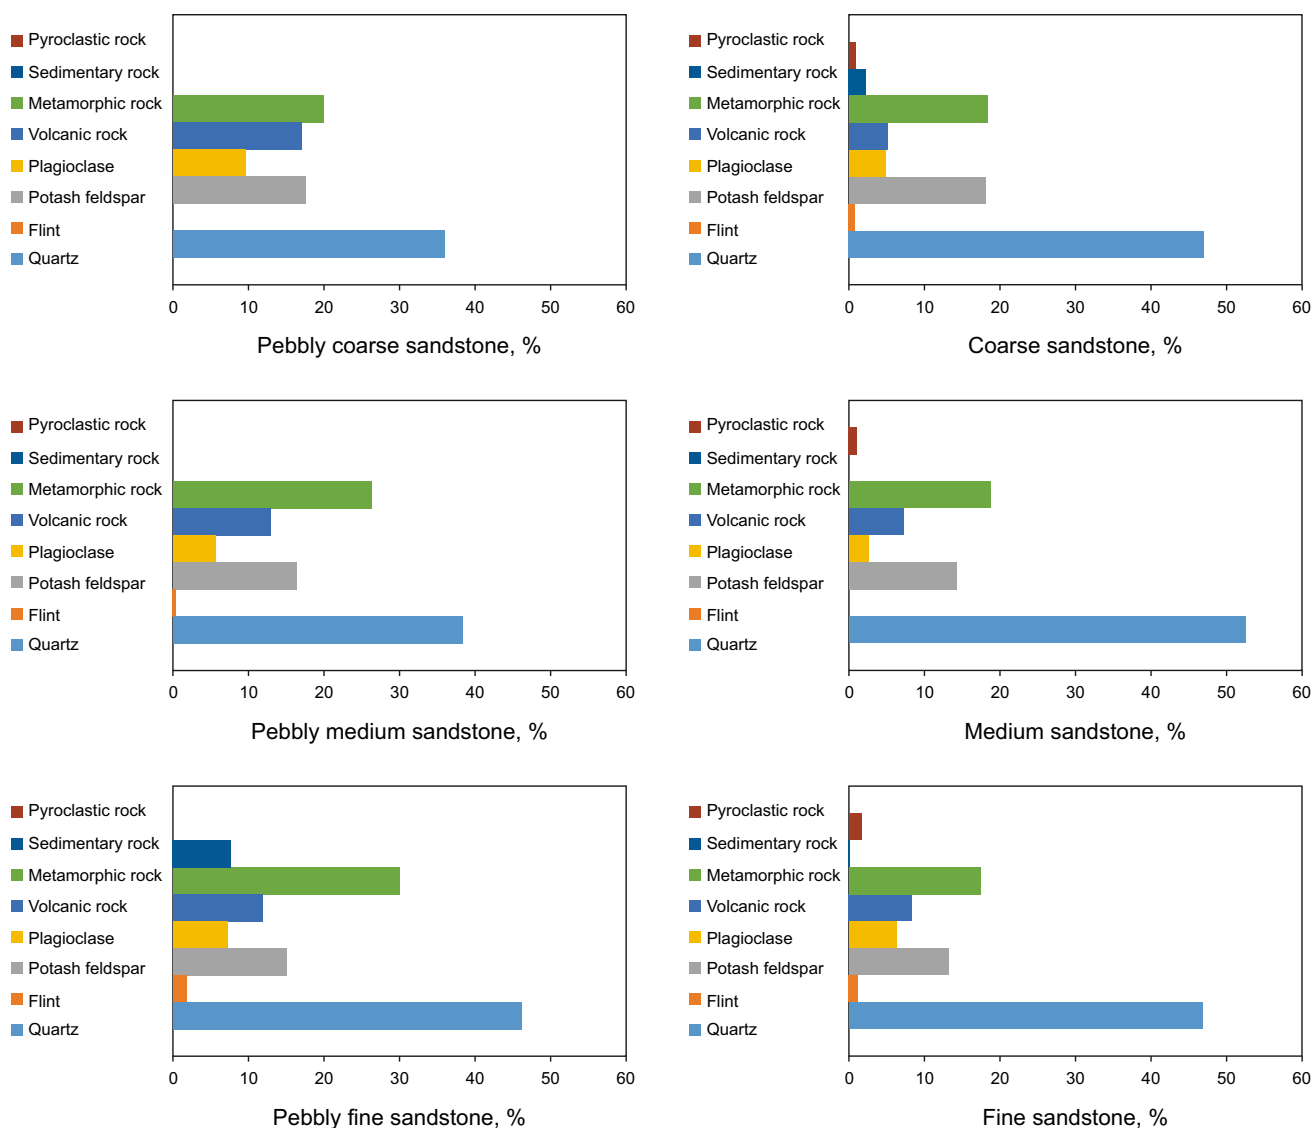 Pyroclastic rock
Sedimentary rock
Metamorphic rock
Volcanic rock
Plagioclase
Potash feldspar
Flint
Quartz
0 10 20 30 40 50 60
Pebbly coarse sandstone, %
Pyroclastic rock
Sedimentary rock
Metamorphic rock
Volcanic rock
Plagioclase
Potash feldspar
Flint
Quartz
0 10 20 30 40 50 60
Coarse sandstone, %
Pyroclastic rock
Sedimentary rock
Metamorphic rock
Volcanic rock
Plagioclase
Potash feldspar
Flint
Quartz
0 10 20 30 40 50 60
Pebbly medium sandstone, %
Pyroclastic rock
Sedimentary rock
Metamorphic rock
Volcanic rock
Plagioclase
Potash feldspar
Flint
Quartz
0 10 20 30 40 50 60
Medium sandstone, %
Pyroclastic rock
Sedimentary rock
Metamorphic rock
Volcanic rock
Plagioclase
Potash feldspar
Flint
Quartz
0 10 20 30 40 50 60
Pebbly fine sandstone, %
Pyroclastic rock
Sedimentary rock
Metamorphic rock
Volcanic rock
Plagioclase
Potash feldspar
Flint
Quartz
0 10 20 30 40 50 60
Fine sandstone, %